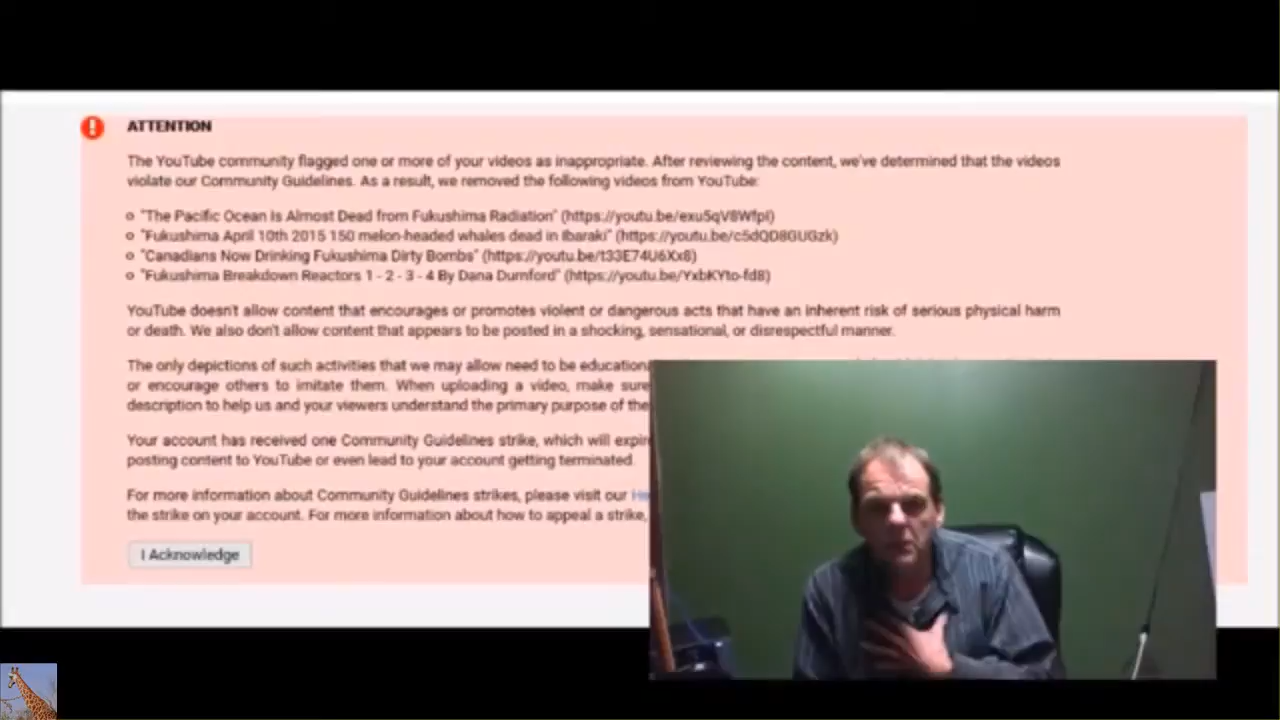 ATTENTION
The YouTube community flagged one or more of your videos as inappropriate. After reviewing the content, we've determined that the videos
violate our Community Guidelines. As a result, we removed the following videos from YouTube:
"The Pacific Ocean Is Almost Dead from Fukushima Radiation" (https://youtu.be/exu5qV8WfpI)
"Fukushima April 10th 2015 150 melon-headed whales dead in Ibaraki" (https://youtu.be/c5dQD8GUGzk)
"Canadians Now Drinking Fukushima Dirty Bombs" (https://youtu.be/t33E74U6Xx8)
"Fukushima Breakdown Reactors 1 - 2 - 3 - 4 By Dana Durnford" (https://youtu.be/YxbKYto-fd8)
YouTube doesn't allow content that encourages or promotes violent or dangerous acts that have an inherent risk of serious physical harm
or death. We also don't allow content that appears to be posted in a shocking, sensational, or disrespectful manner.
The only depictions of such activities that we may allow need to be educationa
or encourage others to imitate them. When uploading a video, make sure
description to help us and your viewers understand the primary purpose of the
Your account has received one Community Guidelines strike, which will expir
posting content to YouTube or even lead to your account getting terminated.
For more information about Community Guidelines strikes, please visit our He
the strike on your account. For more information about how to appeal a strike,
I Acknowledge